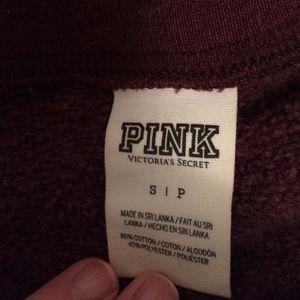 PINK
VICTORIA'S SECRET
S | P
MADE IN SRI LANKA / FAIT AU SRI
LANKA / HECHO EN SRI LANKA
60% COTTON / COTON / ALGODÓN
40% POLYESTER / POLIÉSTER